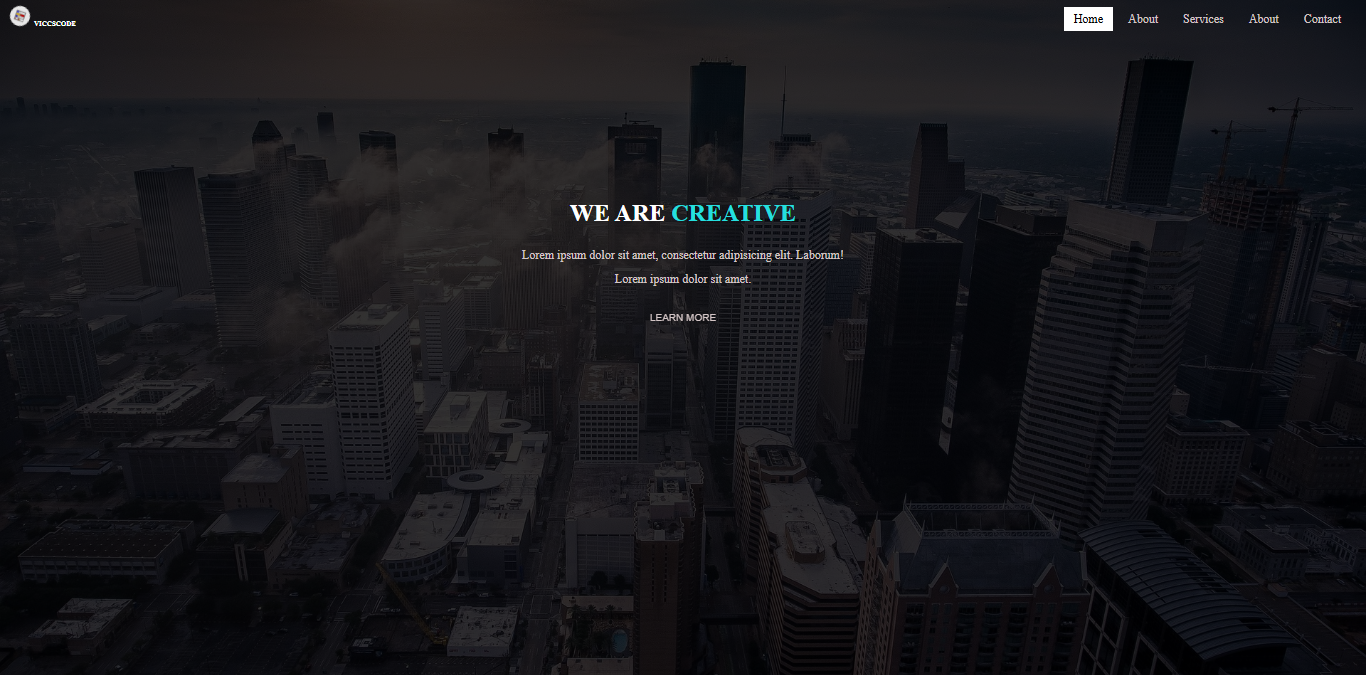 VICCSCODE
Home About Services About Contact
WE ARE CREATIVE
Lorem ipsum dolor sit amet, consectetur adipisicing elit. Laborum!
Lorem ipsum dolor sit amet.
LEARN MORE